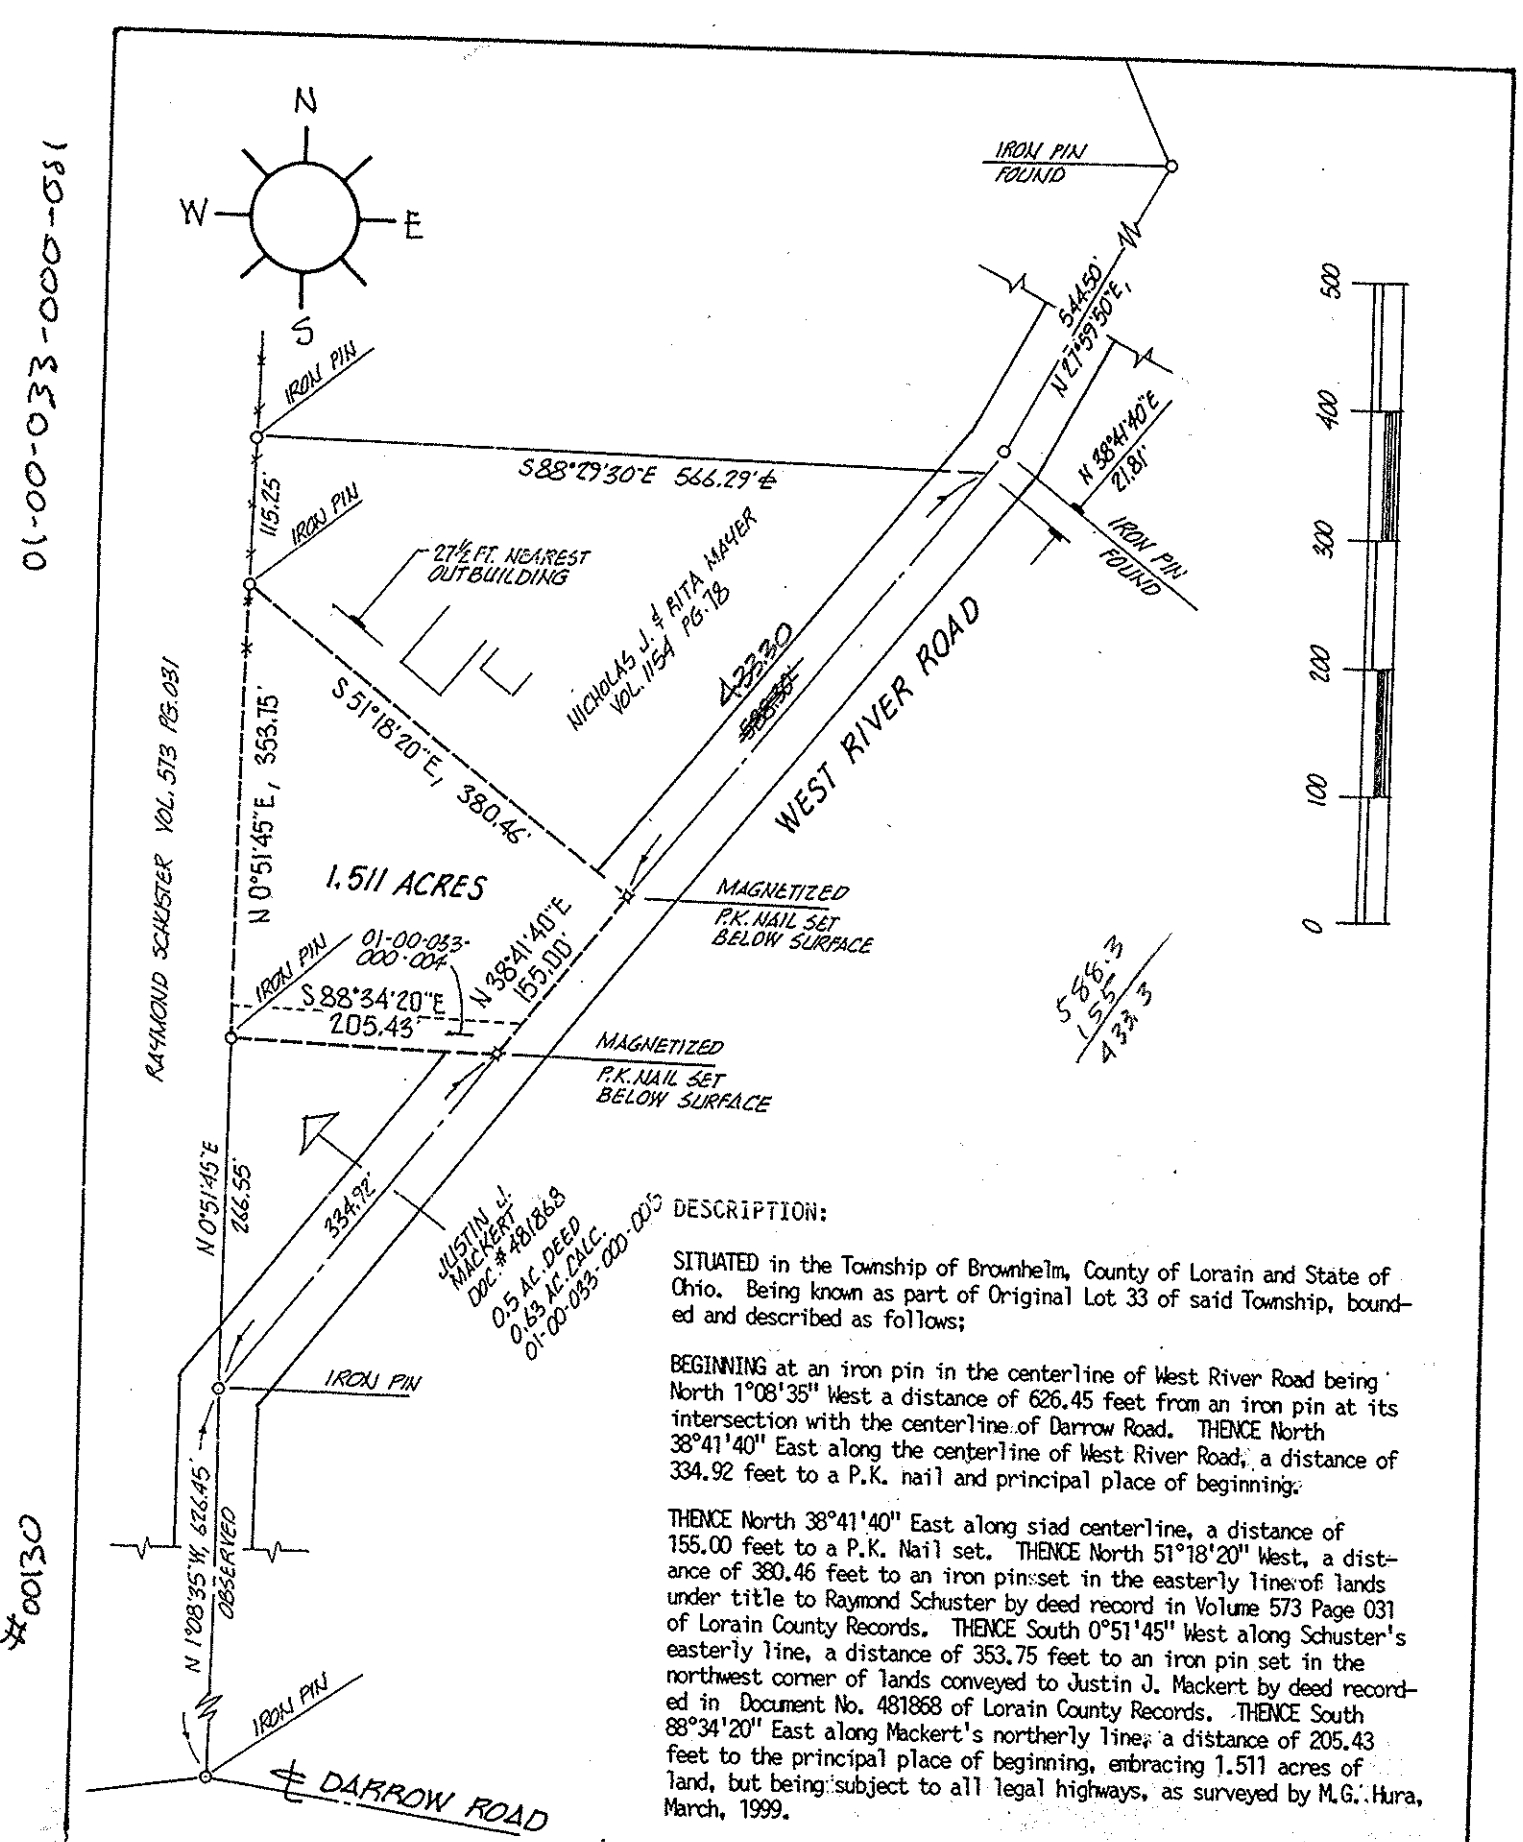 01-00-033-000-081
#00130
N
W
E
S
IRON PIN
FOUND
544.50'
N 27°59'50"E,
IRON PIN
S88°29'30"E 566.29' ℄
N 38°41'40"E
21.81'
IRON PIN
FOUND
500
400
300
200
100
0
115.25'
IRON PIN
27½ FT. NEAREST
OUTBUILDING
NICHOLAS J. & RITA MAYER
VOL. 1154 PG. 78
433.30
588.30'
WEST RIVER ROAD
RAYMOND SCHUSTER VOL. 573 PG. 031
N 0°51'45"E, 353.75'
S 51°18'20"E, 380.46'
1.511 ACRES
MAGNETIZED
P.K. NAIL SET
BELOW SURFACE
N 38°41'40"E
155.00'
IRON PIN
01-00-033-
000-004
S88°34'20"E
205.43'
MAGNETIZED
P.K. NAIL SET
BELOW SURFACE
588.3
155
433.3
N 0°51'45"E
266.55'
334.92'
JUSTIN J.
MACKERT
DOC.# 481868
0.5 AC. DEED
0.63 AC. CALC.
01-00-033-000-005
IRON PIN
N 1°08'35"W, 626.45'
OBSERVED
IRON PIN
℄ DARROW ROAD
DESCRIPTION:
SITUATED in the Township of Brownhelm, County of Lorain and State of
Ohio. Being known as part of Original Lot 33 of said Township, bound-
ed and described as follows;
BEGINNING at an iron pin in the centerline of West River Road being
North 1°08'35" West a distance of 626.45 feet from an iron pin at its
intersection with the centerline of Darrow Road. THENCE North
38°41'40" East along the centerline of West River Road, a distance of
334.92 feet to a P.K. nail and principal place of beginning.
THENCE North 38°41'40" East along siad centerline, a distance of
155.00 feet to a P.K. Nail set. THENCE North 51°18'20" West, a dist-
ance of 380.46 feet to an iron pin set in the easterly line of lands
under title to Raymond Schuster by deed record in Volume 573 Page 031
of Lorain County Records. THENCE South 0°51'45" West along Schuster's
easterly line, a distance of 353.75 feet to an iron pin set in the
northwest corner of lands conveyed to Justin J. Mackert by deed record-
ed in Document No. 481868 of Lorain County Records. THENCE South
88°34'20" East along Mackert's northerly line, a distance of 205.43
feet to the principal place of beginning, embracing 1.511 acres of
land, but being subject to all legal highways, as surveyed by M.G. Hura,
March, 1999.